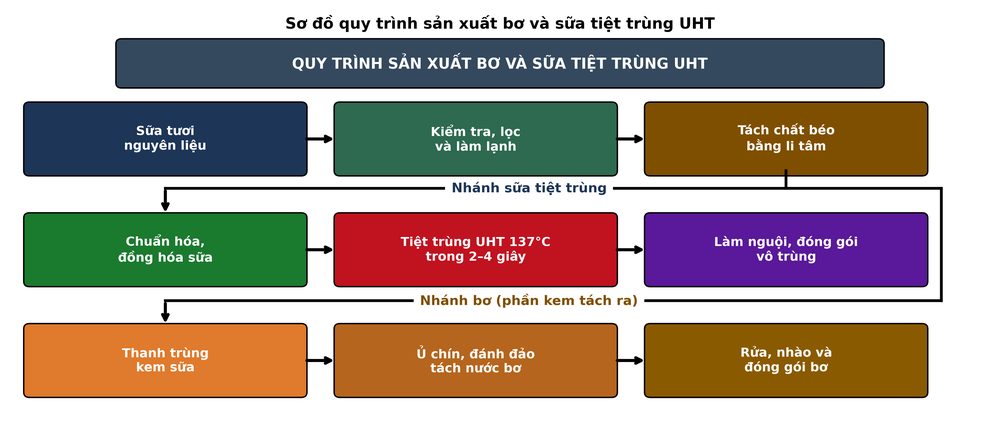 Sơ đồ quy trình sản xuất bơ và sữa tiệt trùng UHT
QUY TRÌNH SẢN XUẤT BƠ VÀ SỮA TIỆT TRÙNG UHT
Sữa tươi
nguyên liệu
Kiểm tra, lọc
và làm lạnh
Tách chất béo
bằng li tâm
Nhánh sữa tiệt trùng
Chuẩn hóa,
đồng hóa sữa
Tiệt trùng UHT 137°C
trong 2–4 giây
Làm nguội, đóng gói
vô trùng
Nhánh bơ (phần kem tách ra)
Thanh trùng
kem sữa
Ủ chín, đánh đảo
tách nước bơ
Rửa, nhào và
đóng gói bơ